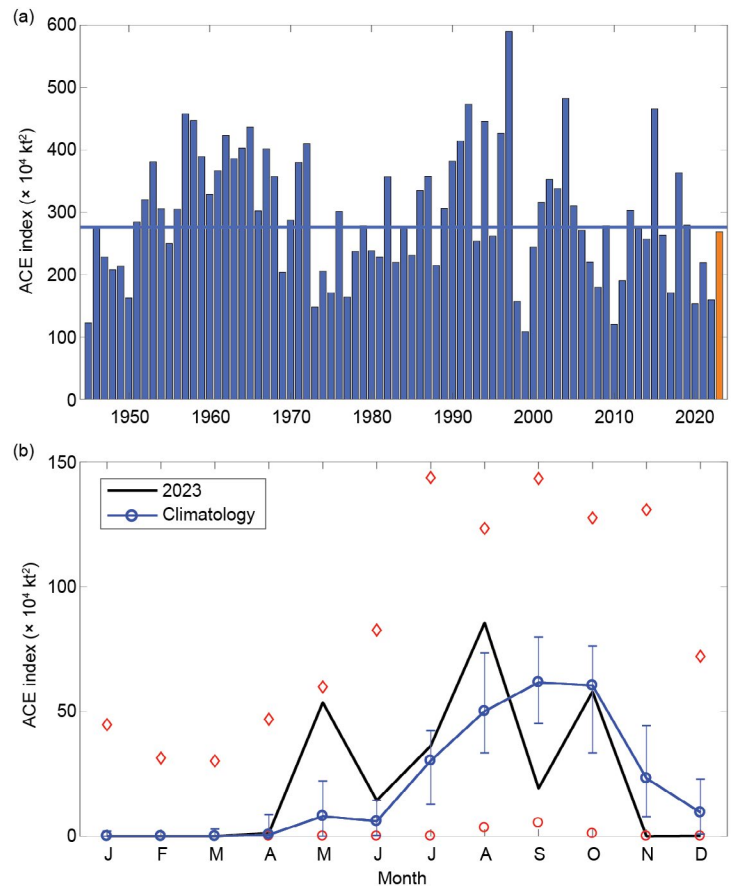 (a)
600
500
400
300
200
100
0
ACE index (× 10⁴ kt²)
1950 1960 1970 1980 1990 2000 2010 2020
(b)
150
100
50
0
ACE index (× 10⁴ kt²)
2023
Climatology
J F M A M J J A S O N D
Month